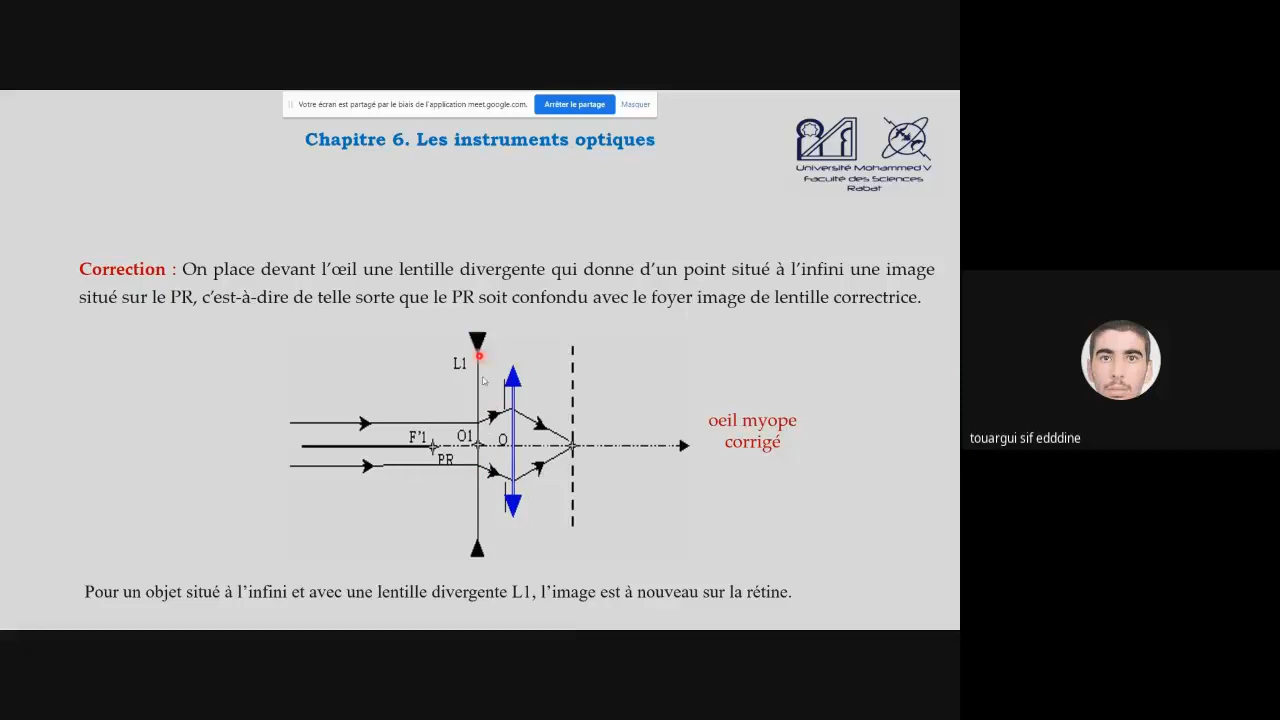 Votre écran est partagé par le biais de l'application meet.google.com.
Arrêter le partage
Masquer
Chapitre 6. Les instruments optiques
Université Mohammed V
Faculté des Sciences
Rabat
Correction : On place devant l'œil une lentille divergente qui donne d'un point situé à l'infini une image
situé sur le PR, c'est-à-dire de telle sorte que le PR soit confondu avec le foyer image de lentille correctrice.
L1
F'1
O1
O
PR
oeil myope
corrigé
touargui sif edddine
Pour un objet situé à l'infini et avec une lentille divergente L1, l'image est à nouveau sur la rétine.